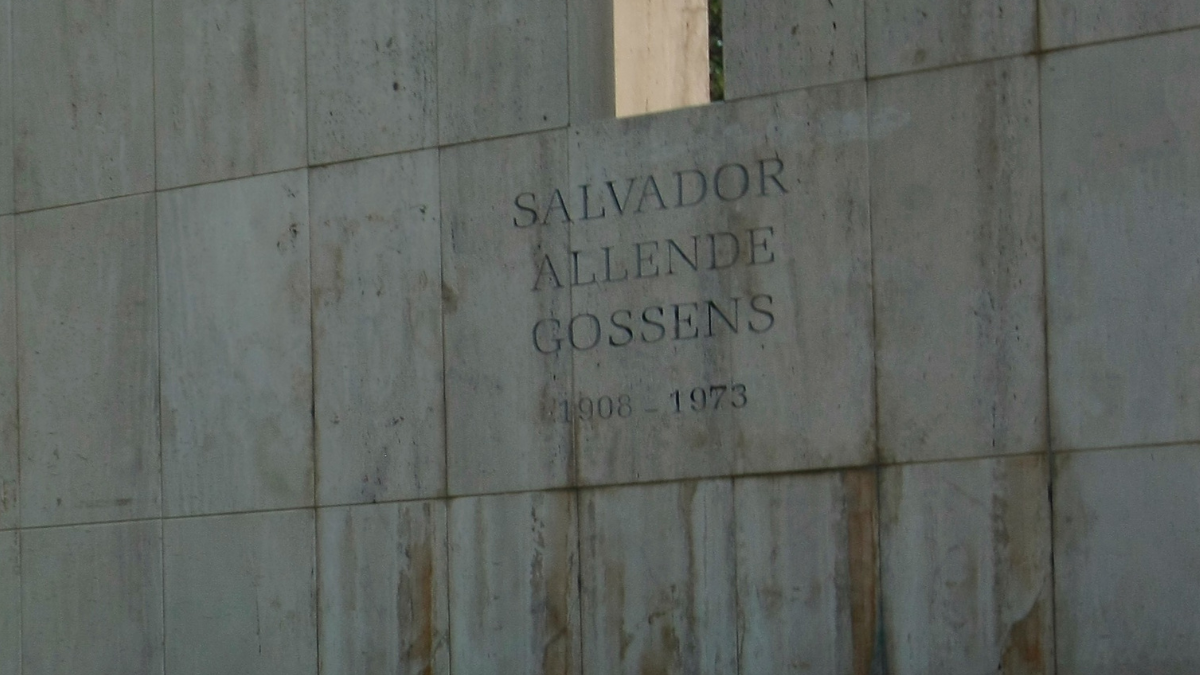 SALVADOR
ALLENDE
GOSSENS
1908 - 1973